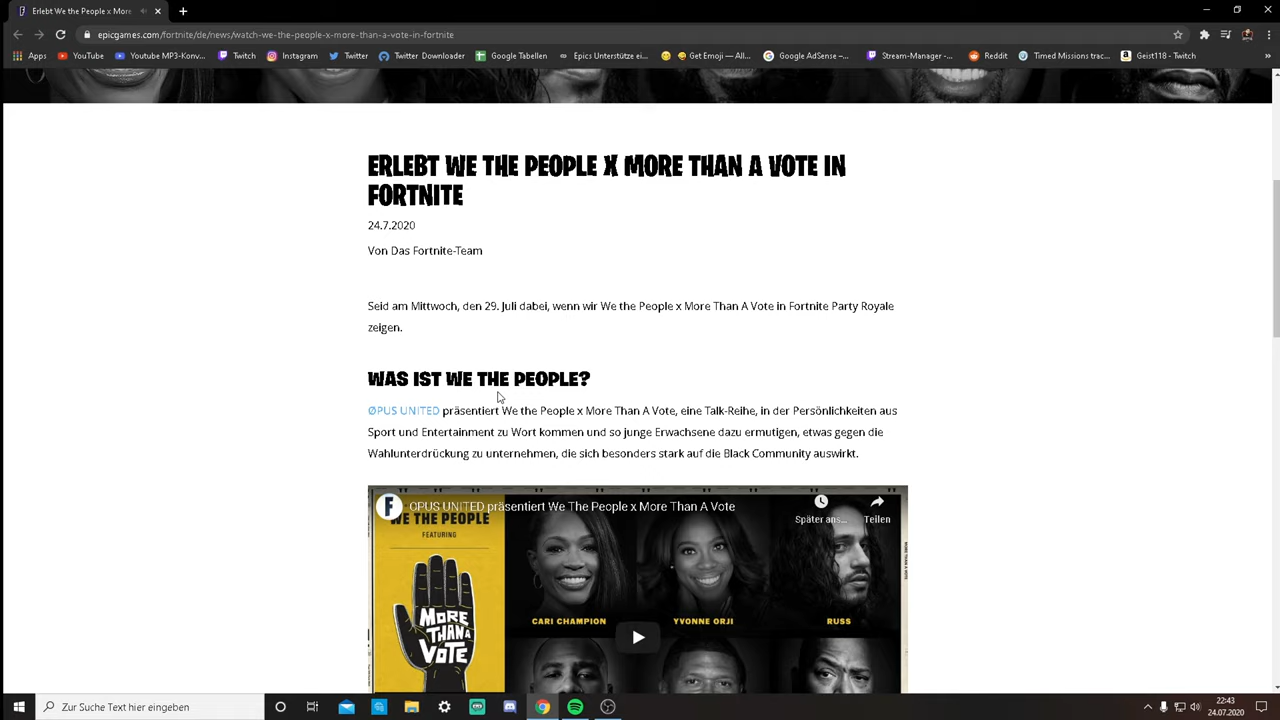 Erlebt We the People x More
epicgames.com/fortnite/de/news/watch-we-the-people-x-more-than-a-vote-in-fortnite
Apps YouTube Youtube MP3-Konv... Twitch Instagram Twitter Twitter Downloader Google Tabellen Epics Unterstütze ei... Get Emoji — All... Google AdSense –... Stream-Manager -... Reddit Timed Missions trac... Geist118 - Twitch »
ERLEBT WE THE PEOPLE X MORE THAN A VOTE IN
FORTNITE
24.7.2020
Von Das Fortnite-Team
Seid am Mittwoch, den 29. Juli dabei, wenn wir We the People x More Than A Vote in Fortnite Party Royale
zeigen.
WAS IST WE THE PEOPLE?
ØPUS UNITED präsentiert We the People x More Than A Vote, eine Talk-Reihe, in der Persönlichkeiten aus
Sport und Entertainment zu Wort kommen und so junge Erwachsene dazu ermutigen, etwas gegen die
Wahlunterdrückung zu unternehmen, die sich besonders stark auf die Black Community auswirkt.
OPUS UNITED präsentiert We The People x More Than A Vote
Später ans... Teilen
WE THE PEOPLE
FEATURING
MORE
THAN
A
VOTE
CARI CHAMPION YVONNE ORJI RUSS
Zur Suche Text hier eingeben
22:43
24.07.2020